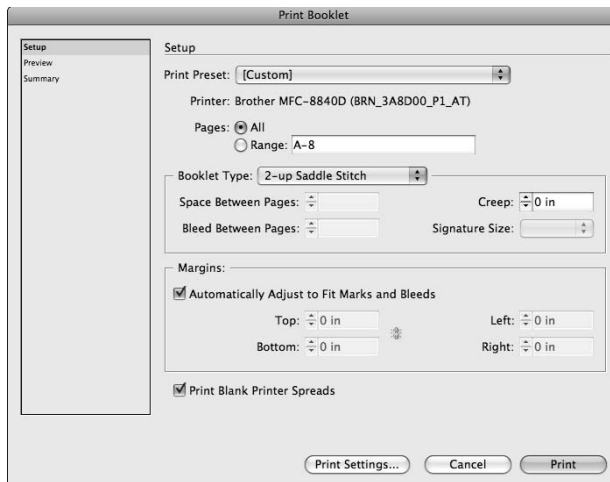 Print Booklet
Setup
Preview
Summary
Setup
Print Preset: [Custom]
Printer: Brother MFC-8840D (BRN_3A8D00_P1_AT)
Pages: All
Range: A-8
Booklet Type: 2-up Saddle Stitch
Space Between Pages: Creep: 0 in
Bleed Between Pages: Signature Size:
Margins:
Automatically Adjust to Fit Marks and Bleeds
Top: 0 in Left: 0 in
Bottom: 0 in Right: 0 in
Print Blank Printer Spreads
Print Settings... Cancel Print